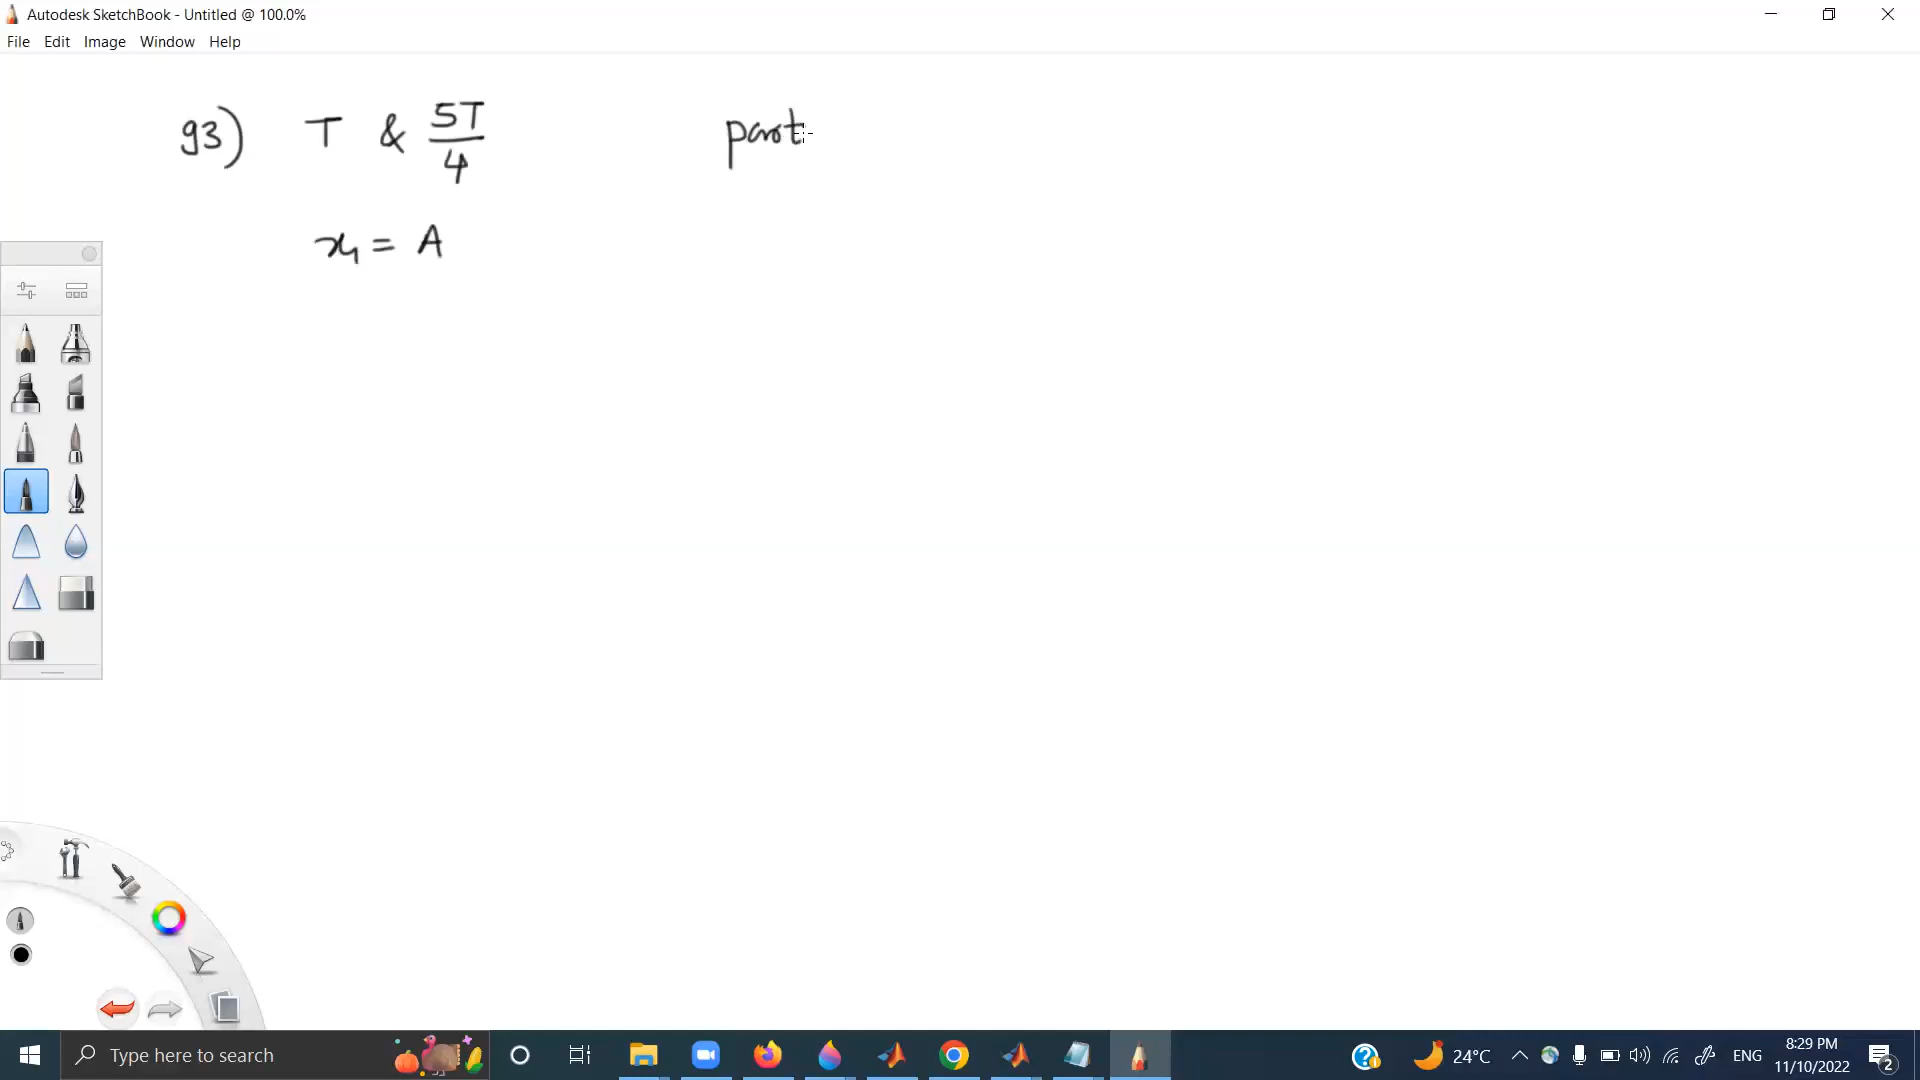 Autodesk SketchBook - Untitled @ 100.0%
File Edit Image Window Help
93) T & 5T/4 part
x₁ = A
Type here to search
24°C
ENG
8:29 PM
11/10/2022
2